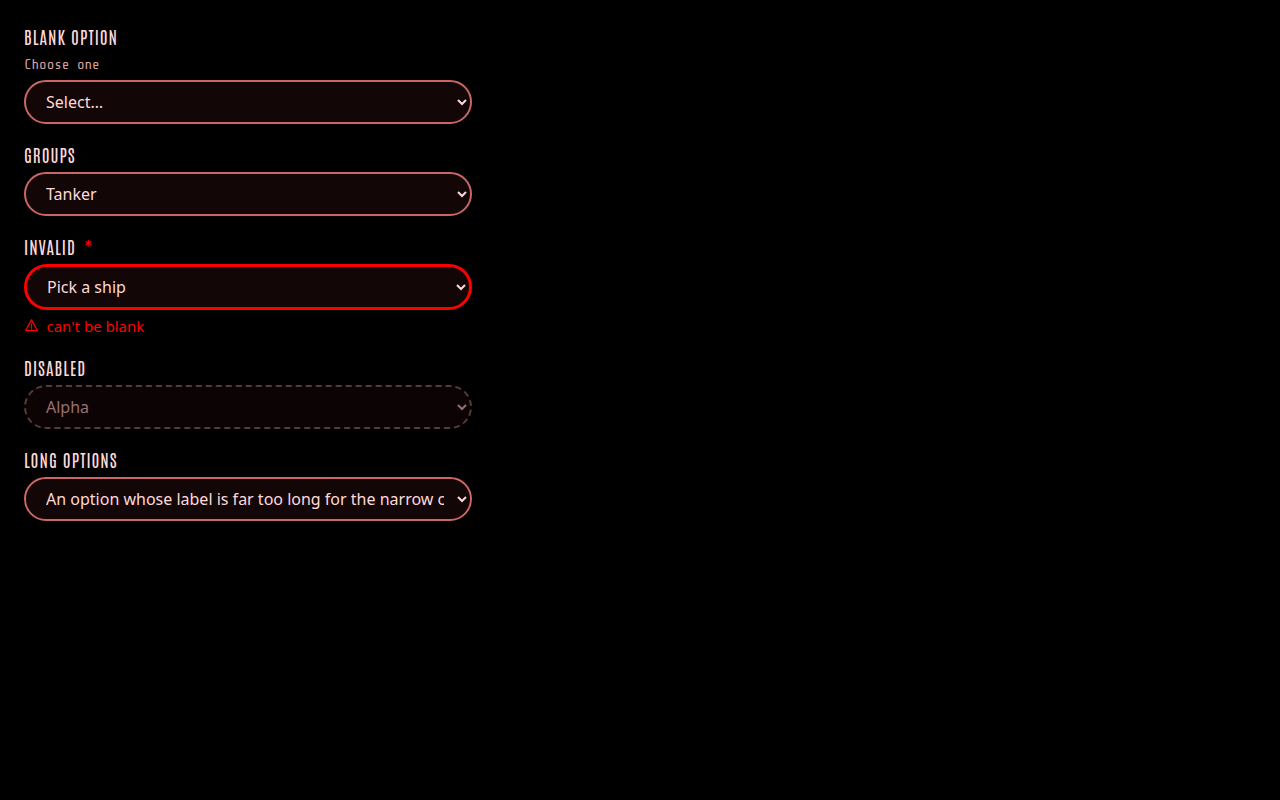 BLANK OPTION
Choose one
Select...
GROUPS
Tanker
INVALID *
Pick a ship
can't be blank
DISABLED
Alpha
LONG OPTIONS
An option whose label is far too long for the narrow c